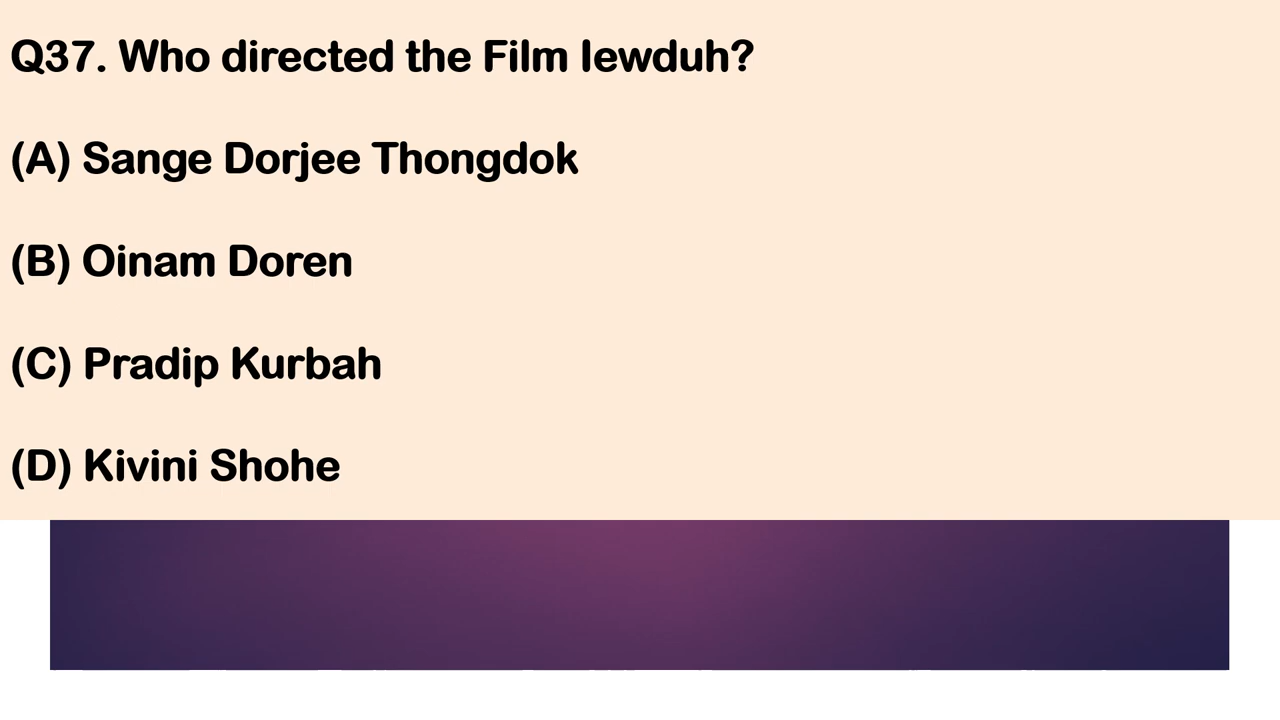 Q37. Who directed the Film Iewduh?
(A) Sange Dorjee Thongdok
(B) Oinam Doren
(C) Pradip Kurbah
(D) Kivini Shohe